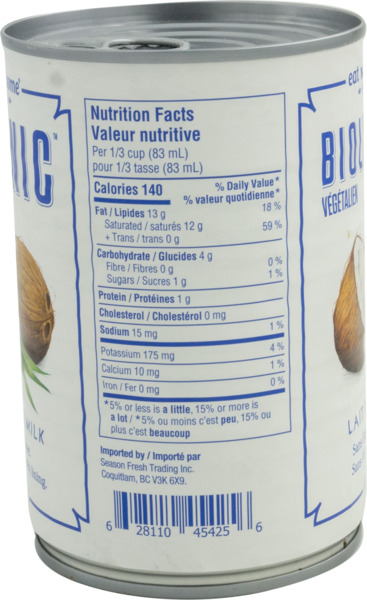 Nutrition Facts
Valeur nutritive
Per 1/3 cup (83 mL)
pour 1/3 tasse (83 mL)
Calories 140
% Daily Value*
% valeur quotidienne*
Fat / Lipides 13 g 18 %
Saturated / saturés 12 g 59 %
+ Trans / trans 0 g
Carbohydrate / Glucides 4 g
Fibre / Fibres 0 g 0 %
Sugars / Sucres 1 g 1 %
Protein / Protéines 1 g
Cholesterol / Cholestérol 0 mg
Sodium 15 mg 1 %
Potassium 175 mg 4 %
Calcium 10 mg 1 %
Iron / Fer 0 mg 0 %
*5% or less is a little, 15% or more is
a lot / *5% ou moins c'est peu, 15% ou
plus c'est beaucoup
Imported by / Importé par
Season Fresh Trading Inc.
Coquitlam, BC V3K 6X9.
6 28110 45425 6
NIC
MILK
eat
VÉGÉTALIEN